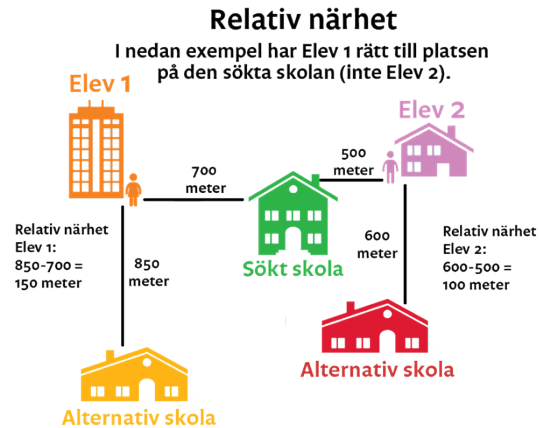 Relativ närhet
I nedan exempel har Elev 1 rätt till platsen
på den sökta skolan (inte Elev 2).
Elev 1
Elev 2
700
meter
500
meter
Relativ närhet
Elev 1:
850-700 =
150 meter
850
meter
Sökt skola
600
meter
Relativ närhet
Elev 2:
600-500 =
100 meter
Alternativ skola
Alternativ skola